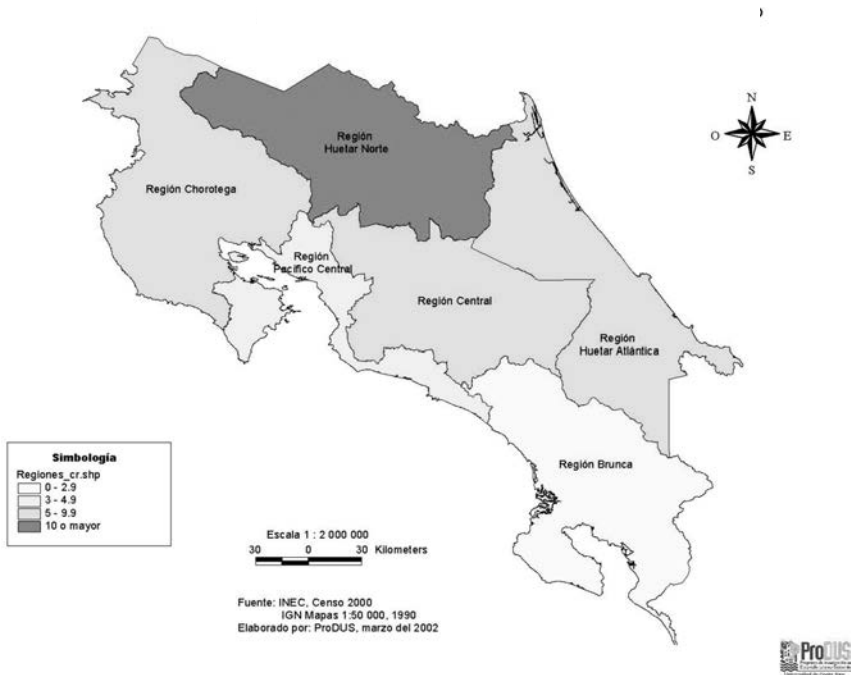 N
O
E
S
Región
Huetar Norte
Región Chorotega
Región
Pacífico Central
Región Central
Región
Huetar Atlántica
Región Brunca
Simbología
Regiones_cr.shp
0 - 2.9
3 - 4.9
5 - 9.9
10 o mayor
Escala 1 : 2 000 000
30 0 30 Kilometers
Fuente: INEC, Censo 2000
IGN Mapas 1:50 000, 1990
Elaborado por: ProDUS, marzo del 2002
ProDUS